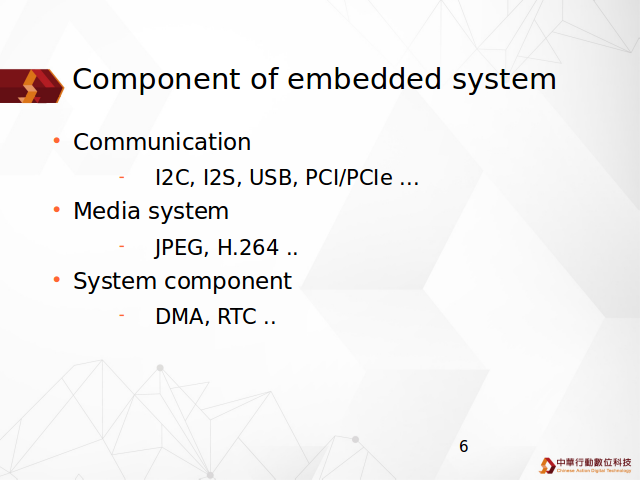 Component of embedded system
• Communication
- I2C, I2S, USB, PCI/PCIe …
• Media system
- JPEG, H.264 ..
• System component
- DMA, RTC ..
6
中華行動數位科技
Chinese Action Digital Technology